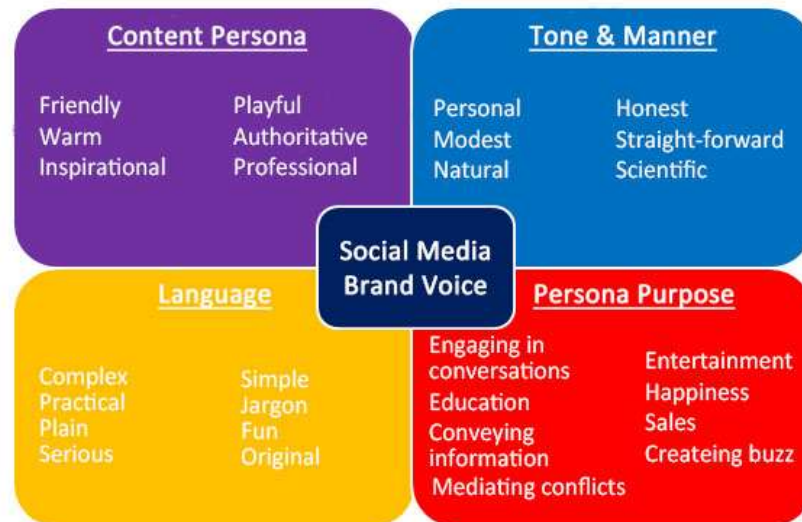 Content Persona
Friendly
Warm
Inspirational
Playful
Authoritative
Professional
Tone & Manner
Personal
Modest
Natural
Honest
Straight-forward
Scientific
Social Media
Brand Voice
Language
Complex
Practical
Plain
Serious
Simple
Jargon
Fun
Original
Persona Purpose
Engaging in
conversations
Education
Conveying
information
Mediating conflicts
Entertainment
Happiness
Sales
Createing buzz